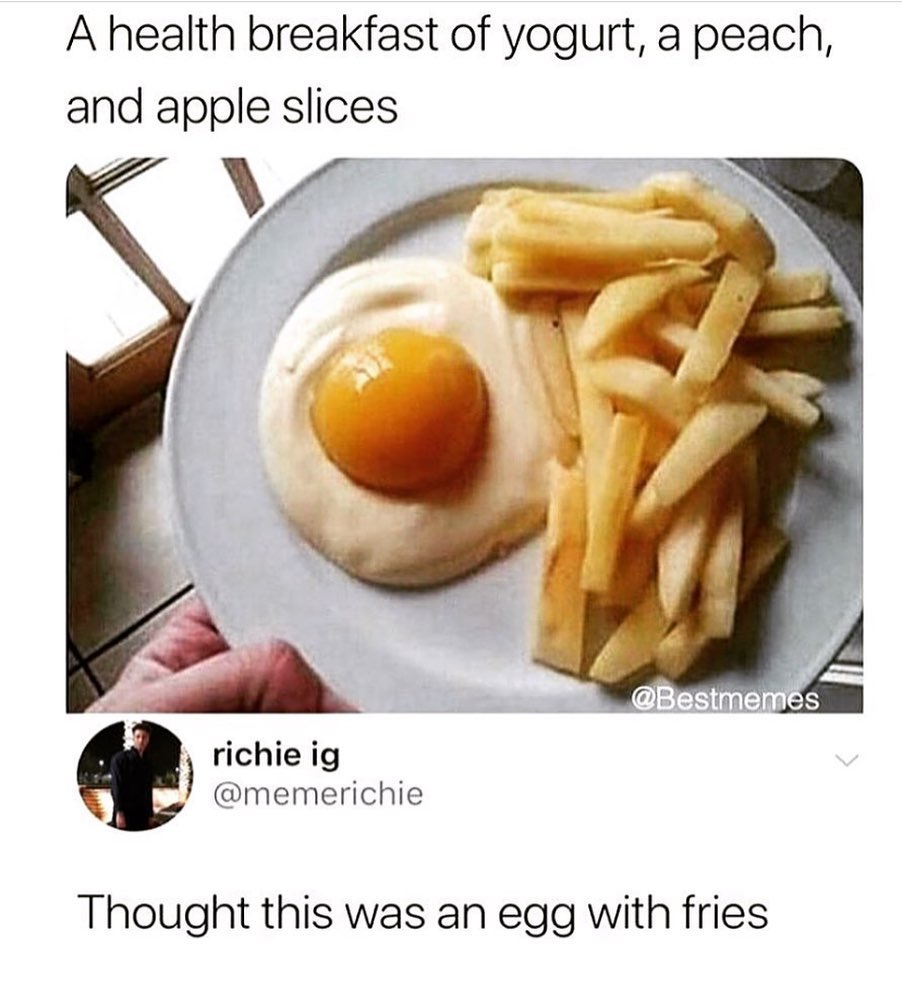 A health breakfast of yogurt, a peach,
and apple slices
@Bestmemes
richie ig
@memerichie
Thought this was an egg with fries